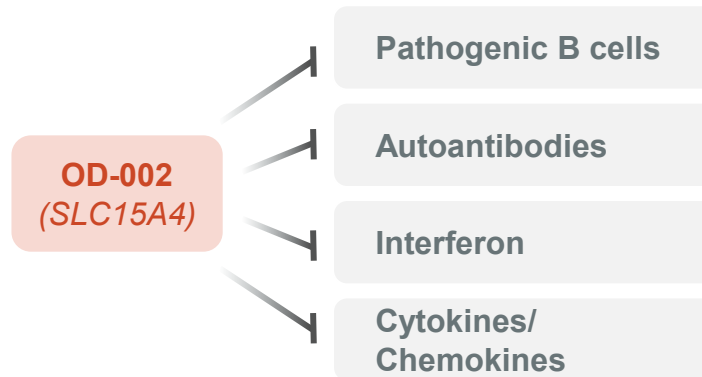 Pathogenic B cells
Autoantibodies
OD-002
(SLC15A4)
Interferon
Cytokines/
Chemokines